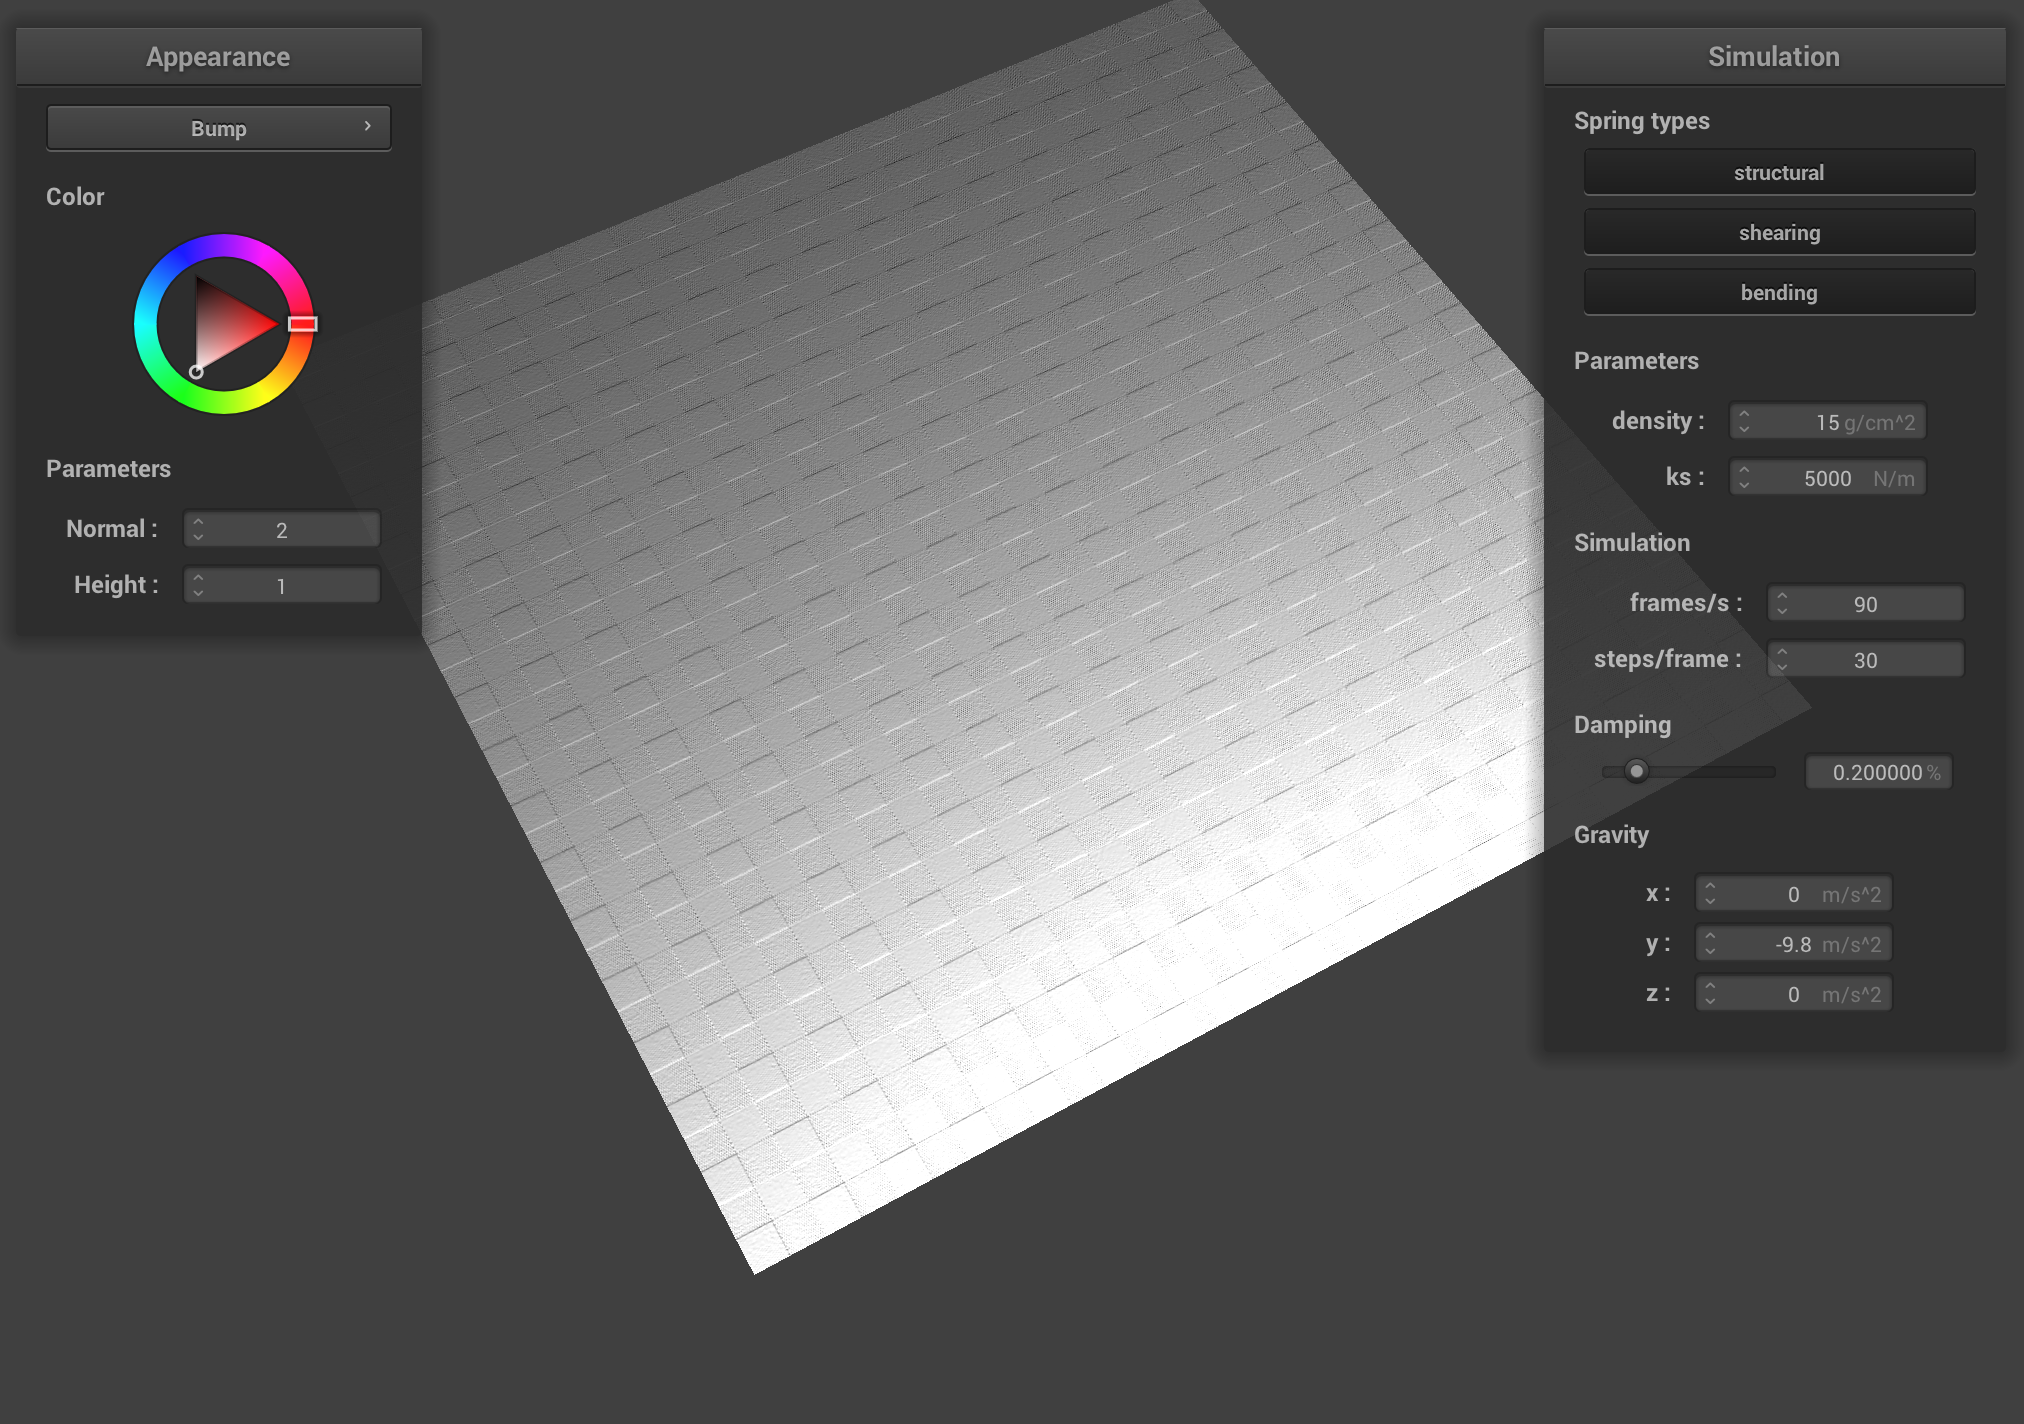 Appearance
Bump
Color
Parameters
Normal : 2
Height : 1
Simulation
Spring types
structural
shearing
bending
Parameters
density : 15 g/cm^2
ks : 5000 N/m
Simulation
frames/s : 90
steps/frame : 30
Damping
0.200000 %
Gravity
x : 0 m/s^2
y : -9.8 m/s^2
z : 0 m/s^2